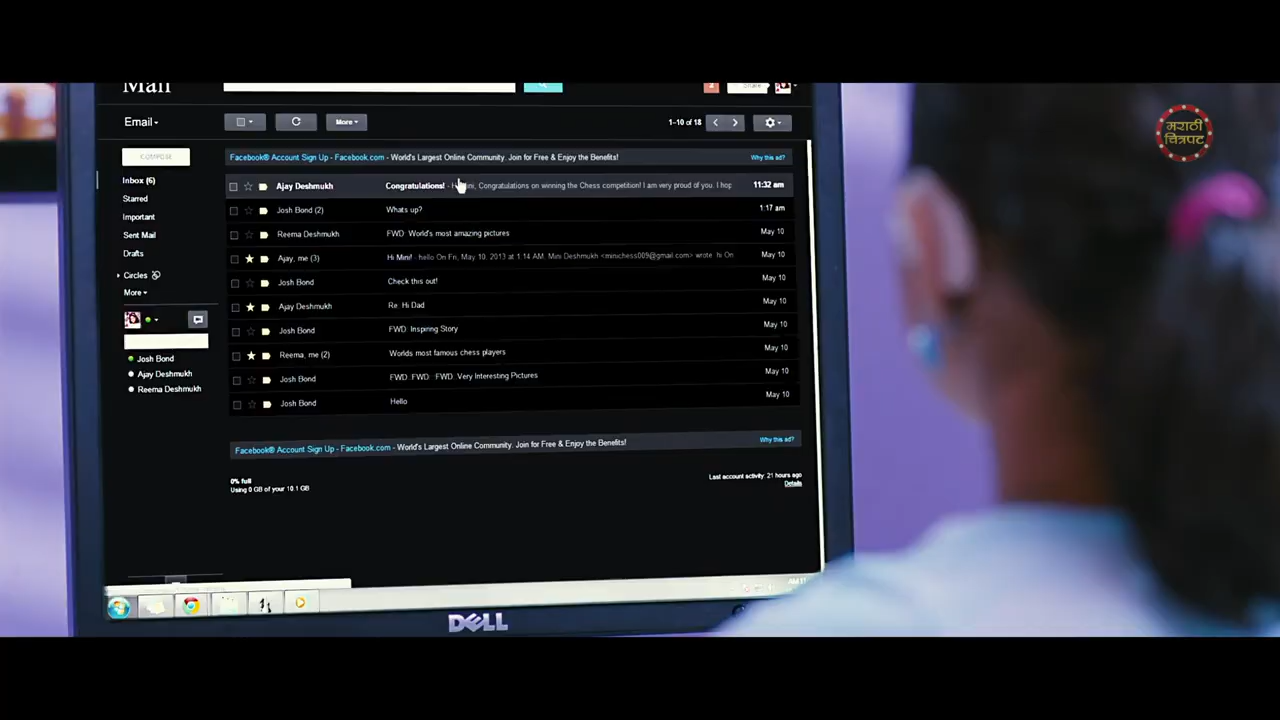 Mail
Share
मराठी
चित्रपट
Email
More
1-10 of 18
COMPOSE
Facebook® Account Sign Up - Facebook.com - World's Largest Online Community. Join for Free & Enjoy the Benefits! Why this ad?
Inbox (6)
Ajay Deshmukh Congratulations! - Congratulations on winning the Chess competition! I am very proud of you. I hop 11:32 am
Starred
Josh Bond (2) Whats up? 1:17 am
Important
Reema Deshmukh FWD: World's most amazing pictures May 10
Sent Mail
Ajay, me (3) Hi Mini! - hello On Fri, May 10, 2013 at 1:14 AM, Mini Deshmukh <minichess009@gmail.com> wrote: hi On May 10
Drafts
Josh Bond Check this out! May 10
Circles
More
Ajay Deshmukh Re: Hi Dad May 10
Josh Bond FWD: Inspiring Story May 10
Reema, me (2) Worlds most famous chess players May 10
Josh Bond FWD: FWD: FWD: Very Interesting Pictures May 10
Josh Bond Hello May 10
Josh Bond
Ajay Deshmukh
Reema Deshmukh
Facebook® Account Sign Up - Facebook.com - World's Largest Online Community. Join for Free & Enjoy the Benefits! Why this ad?
0% full
Using 0 GB of your 10.1 GB
Last account activity: 21 hours ago
Details
DELL